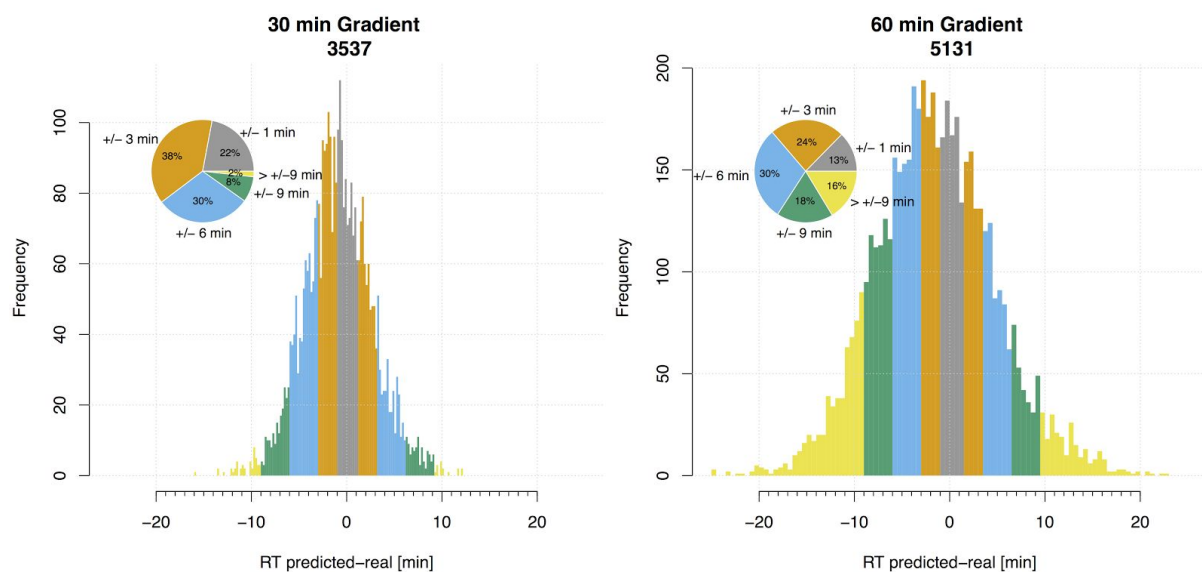 30 min Gradient
3537
+/− 3 min
+/− 1 min
38%
22%
2%
> +/−9 min
8%
+/− 9 min
30%
+/− 6 min
Frequency
0
20
40
60
80
100
−20
−10
0
10
20
RT predicted−real [min]
60 min Gradient
5131
+/− 3 min
24%
+/− 1 min
13%
+/− 6 min
30%
16%
18%
> +/−9 min
+/− 9 min
Frequency
0
50
100
150
200
−20
−10
0
10
20
RT predicted−real [min]